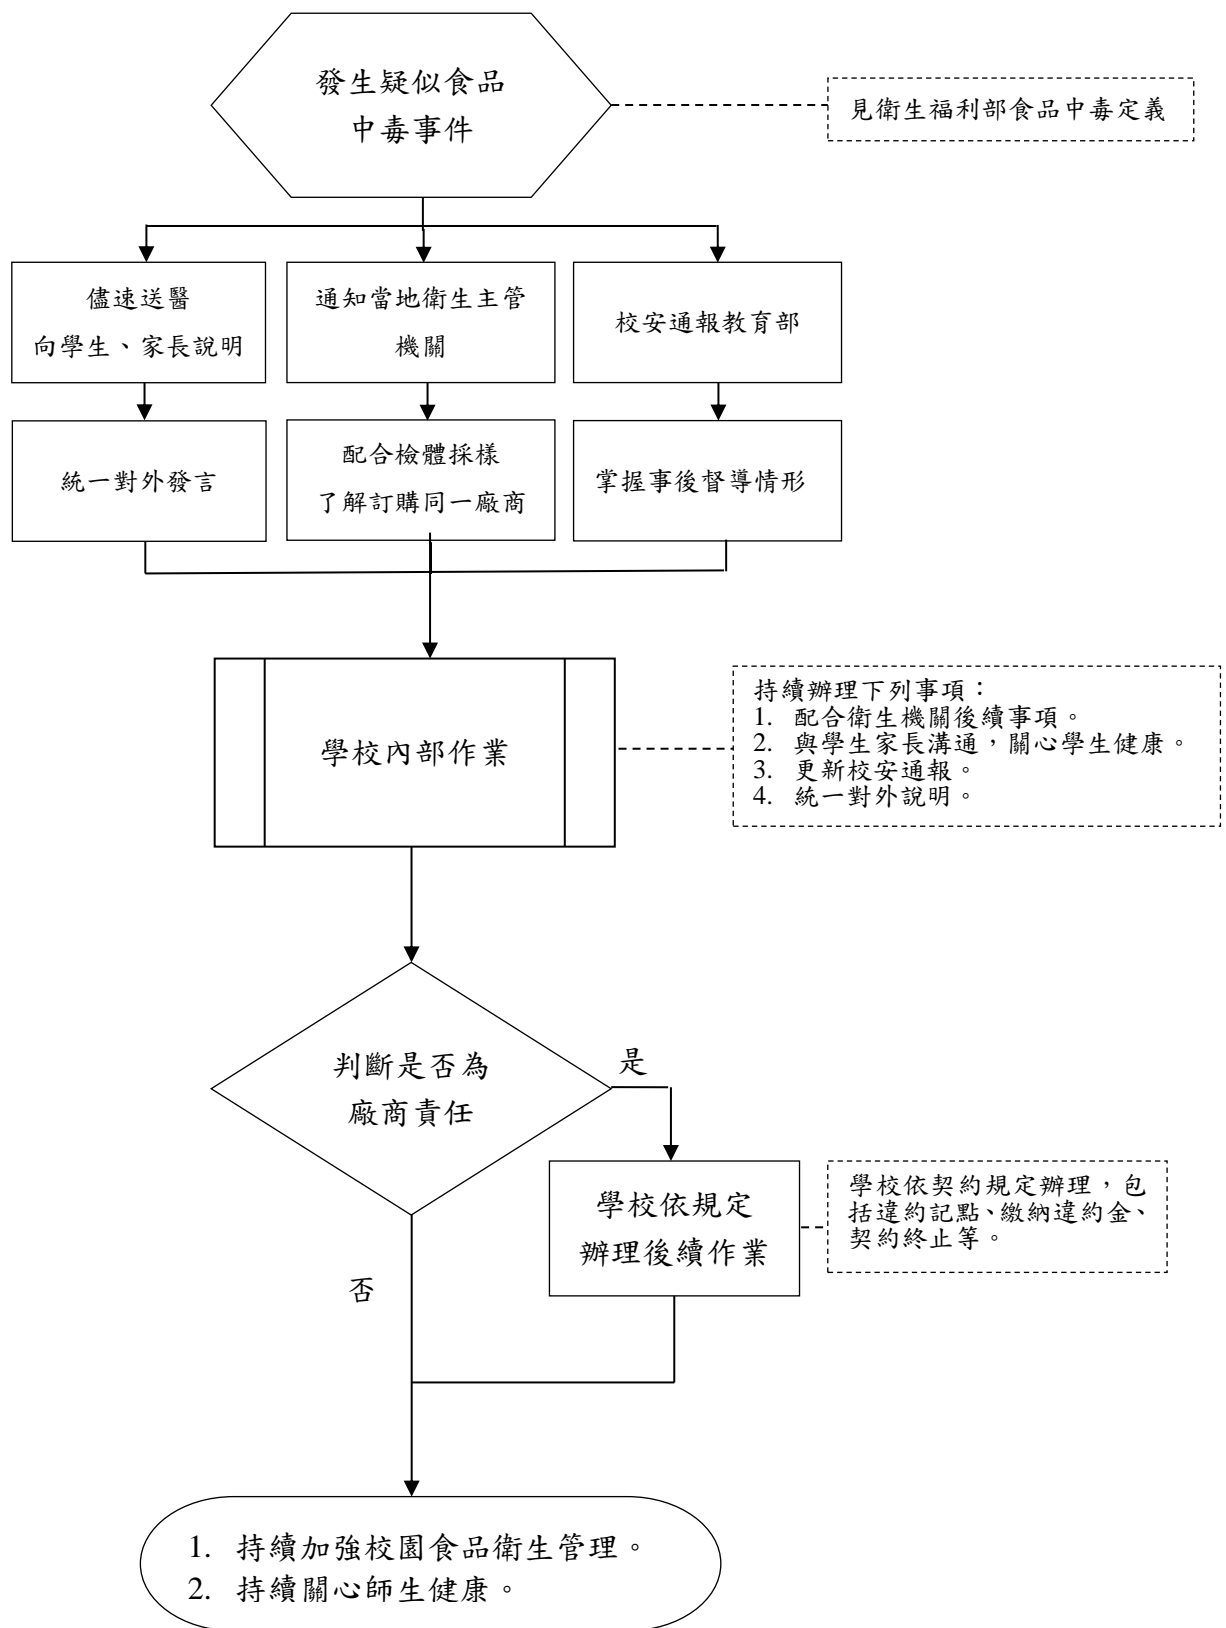 發生疑似食品
中毒事件
見衛生福利部食品中毒定義
儘速送醫
向學生、家長說明
通知當地衛生主管
機關
校安通報教育部
統一對外發言
配合檢體採樣
了解訂購同一廠商
掌握事後督導情形
學校內部作業
持續辦理下列事項：
1. 配合衛生機關後續事項。
2. 與學生家長溝通，關心學生健康。
3. 更新校安通報。
4. 統一對外說明。
判斷是否為
廠商責任
是
學校依規定
辦理後續作業
學校依契約規定辦理，包
括違約記點、繳納違約金、
契約終止等。
否
1. 持續加強校園食品衛生管理。
2. 持續關心師生健康。